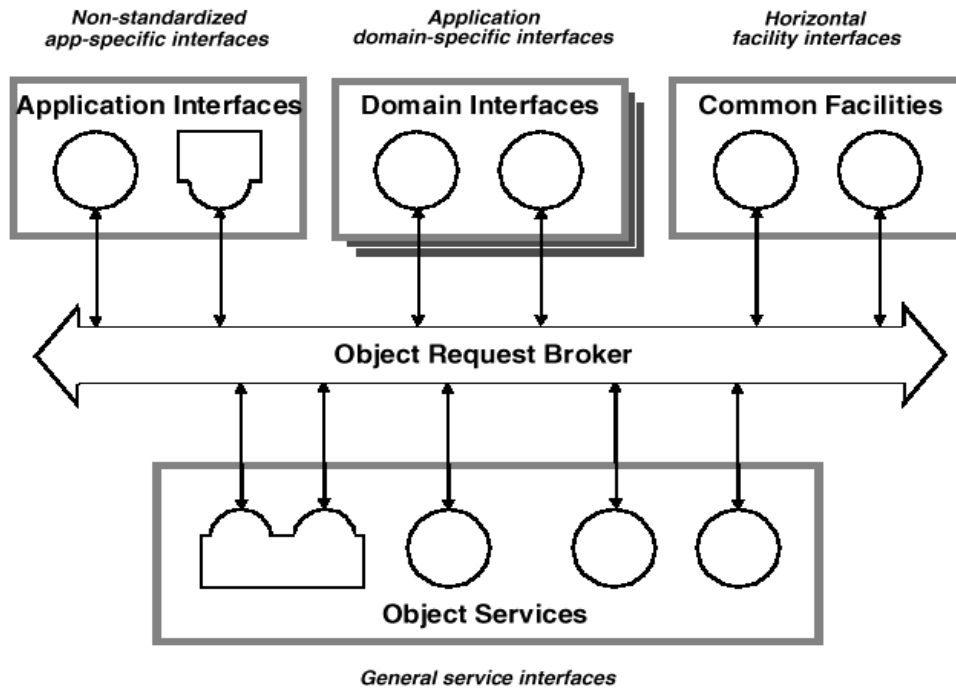 Non-standardized
app-specific interfaces
Application
domain-specific interfaces
Horizontal
facility interfaces
Application Interfaces
Domain Interfaces
Common Facilities
Object Request Broker
Object Services
General service interfaces